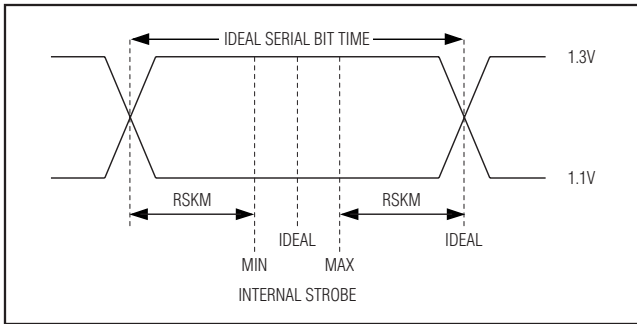 IDEAL SERIAL BIT TIME
1.3V
1.1V
RSKM
RSKM
IDEAL
IDEAL
MIN
MAX
INTERNAL STROBE